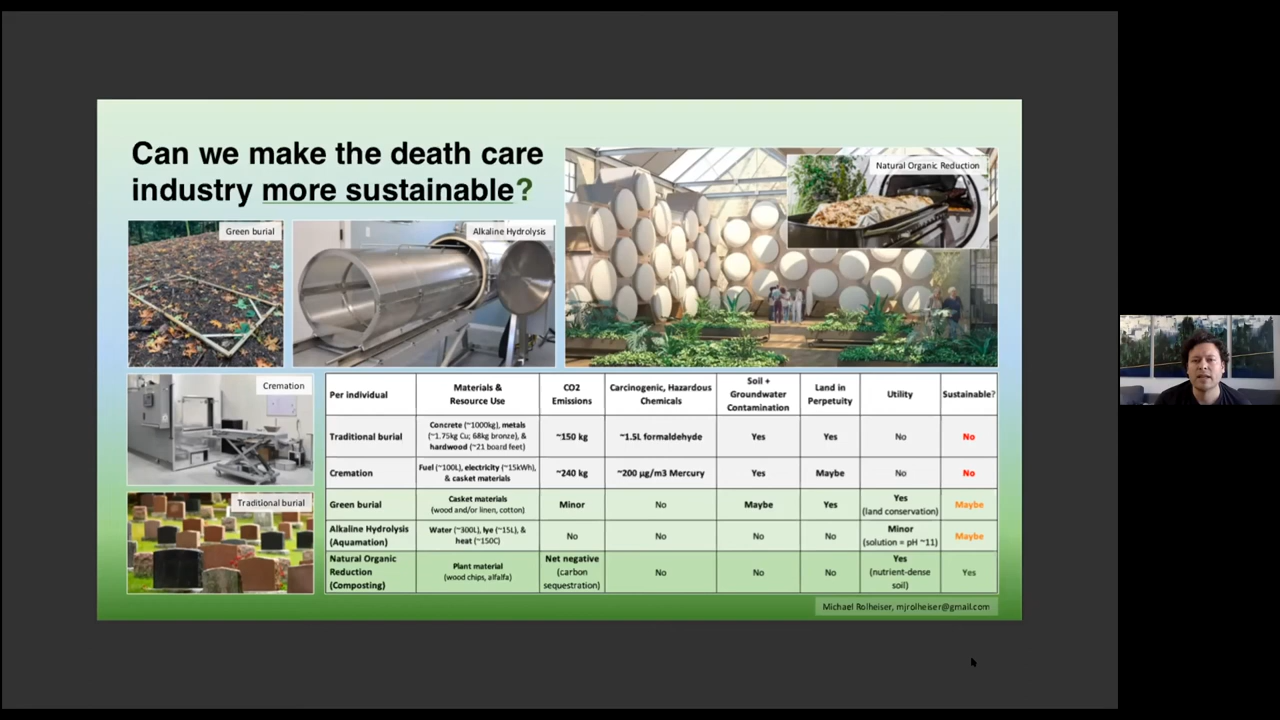 Can we make the death care
industry more sustainable?
Natural Organic Reduction
Green burial
Alkaline Hydrolysis
Cremation
Traditional burial
Per individual
Materials &
Resource Use
CO2
Emissions
Carcinogenic, Hazardous
Chemicals
Soil +
Groundwater
Contamination
Land in
Perpetuity
Utility
Sustainable?
Traditional burial
Concrete (~1000kg), metals
(~1.75kg Cu; 68kg bronze), &
hardwood (~21 board feet)
~150 kg
~1.5L formaldehyde
Yes
Yes
No
No
Cremation
Fuel (~100L), electricity (~15kWh),
& casket materials
~240 kg
~200 µg/m3 Mercury
Yes
Maybe
No
No
Green burial
Casket materials
(wood and/or linen, cotton)
Minor
No
Maybe
Yes
Yes
(land conservation)
Maybe
Alkaline Hydrolysis
(Aquamation)
Water (~300L), lye (~15L), &
heat (~150C)
No
No
No
No
Minor
(solution = pH ~11)
Maybe
Natural Organic
Reduction
(Composting)
Plant material
(wood chips, alfalfa)
Net negative
(carbon
sequestration)
No
No
No
Yes
(nutrient-dense
soil)
Yes
Michael Rolheiser, mjrolheiser@gmail.com